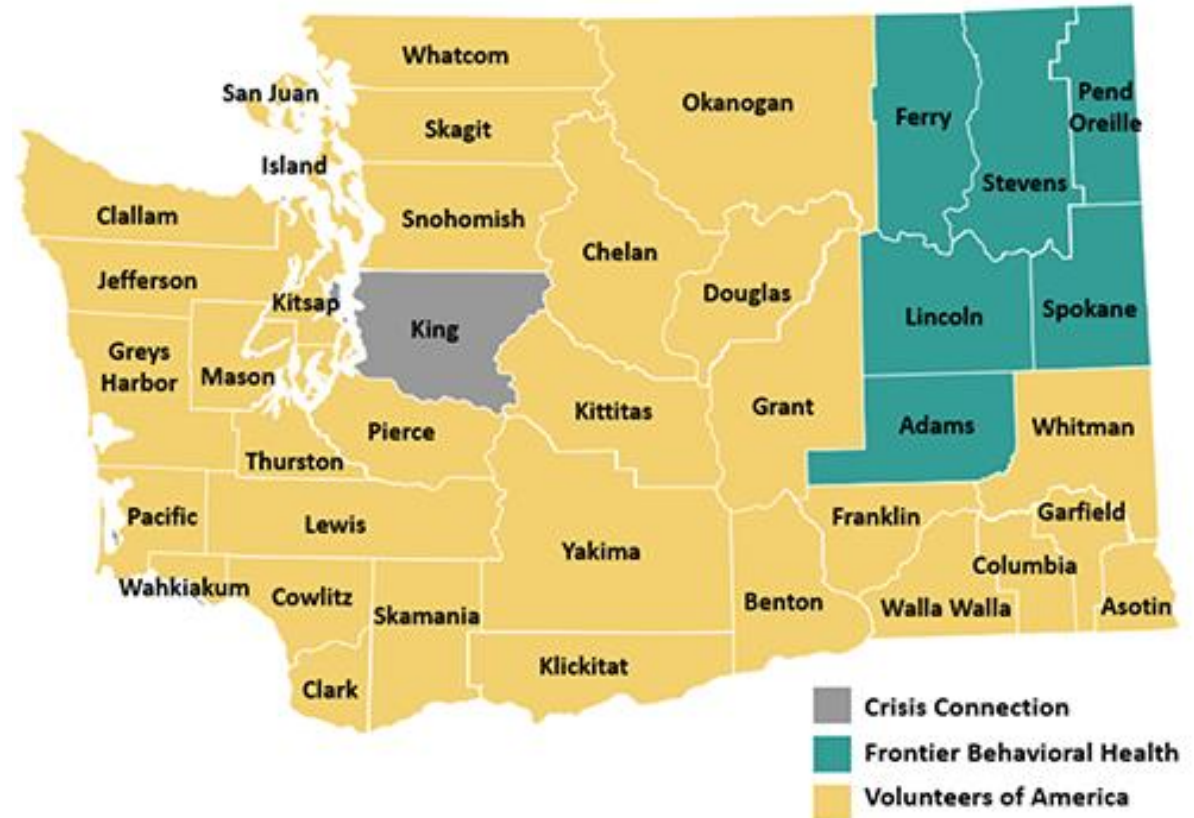 Whatcom
San Juan
Okanogan
Skagit
Ferry
Pend
Oreille
Island
Stevens
Clallam
Snohomish
Chelan
Jefferson
Kitsap
Douglas
King
Lincoln
Spokane
Greys
Harbor
Mason
Kittitas
Grant
Adams
Whitman
Pierce
Thurston
Pacific
Lewis
Franklin
Garfield
Yakima
Columbia
Wahkiakum
Cowlitz
Skamania
Benton
Walla Walla
Asotin
Klickitat
Clark
Crisis Connection
Frontier Behavioral Health
Volunteers of America